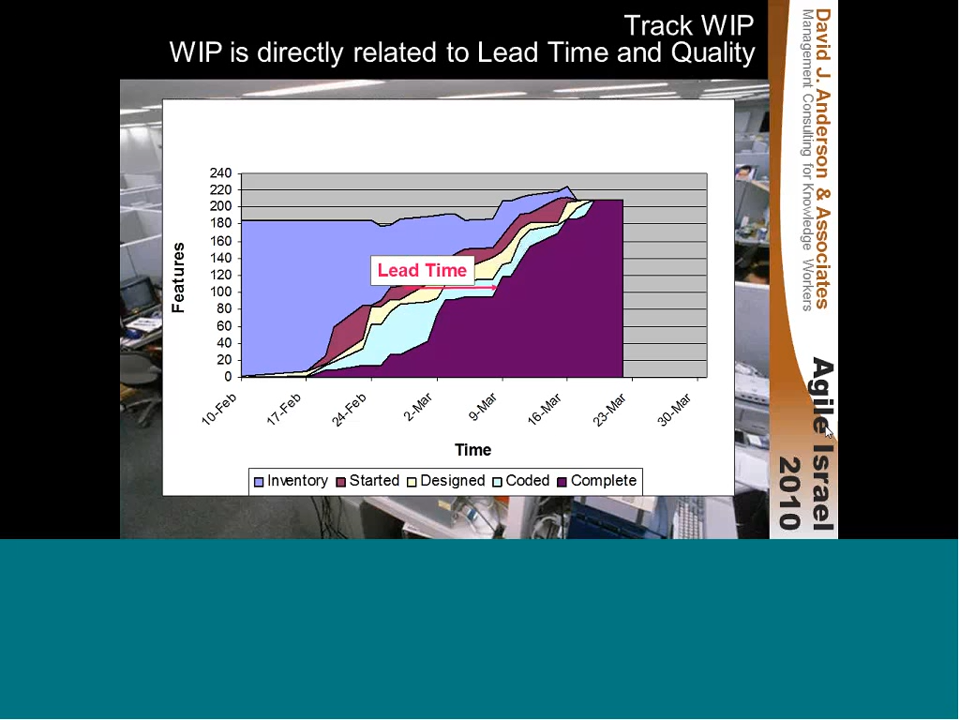 Track WIP
WIP is directly related to Lead Time and Quality
David J. Anderson & Associates
Management Consulting for Knowledge Workers
Agile Israel
2010
240
220
200
180
160
140
120
100
80
60
40
20
0
Features
Lead Time
10-Feb
17-Feb
24-Feb
2-Mar
9-Mar
16-Mar
23-Mar
30-Mar
Time
Inventory Started Designed Coded Complete